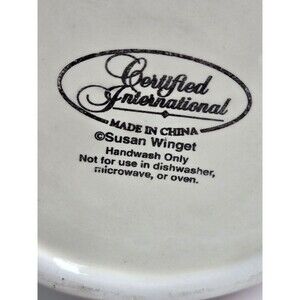 Certified
International
MADE IN CHINA
©Susan Winget
Handwash Only
Not for use in dishwasher,
microwave, or oven.